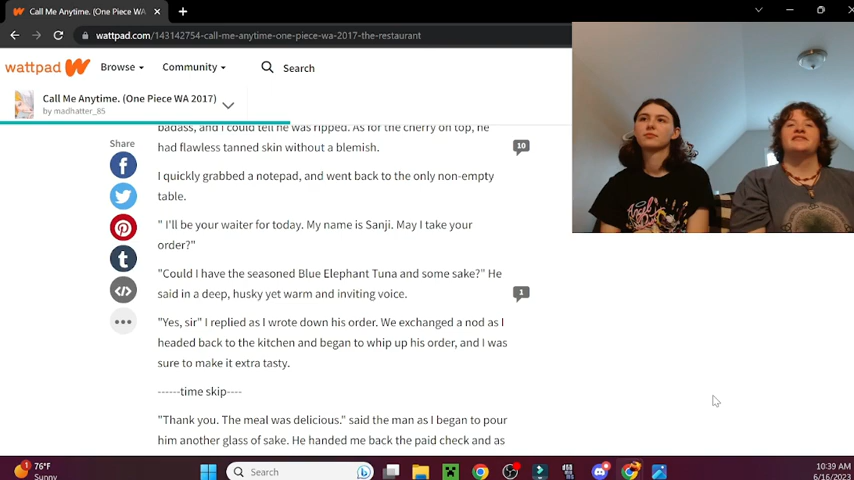 Call Me Anytime. (One Piece WA
wattpad.com/143142754-call-me-anytime-one-piece-wa-2017-the-restaurant
wattpad
Browse
Community
Search
Call Me Anytime. (One Piece WA 2017)
by madhatter_85
Share
badass, and I could tell he was ripped. As for the cherry on top, he
had flawless tanned skin without a blemish.
10
I quickly grabbed a notepad, and went back to the only non-empty
table.
" I'll be your waiter for today. My name is Sanji. May I take your
order?"
"Could I have the seasoned Blue Elephant Tuna and some sake?" He
said in a deep, husky yet warm and inviting voice.
1
"Yes, sir" I replied as I wrote down his order. We exchanged a nod as I
headed back to the kitchen and began to whip up his order, and I was
sure to make it extra tasty.
------time skip----
"Thank you. The meal was delicious." said the man as I began to pour
him another glass of sake. He handed me back the paid check and as
1
76°F
Sunny
Search
10:39 AM
6/16/2023